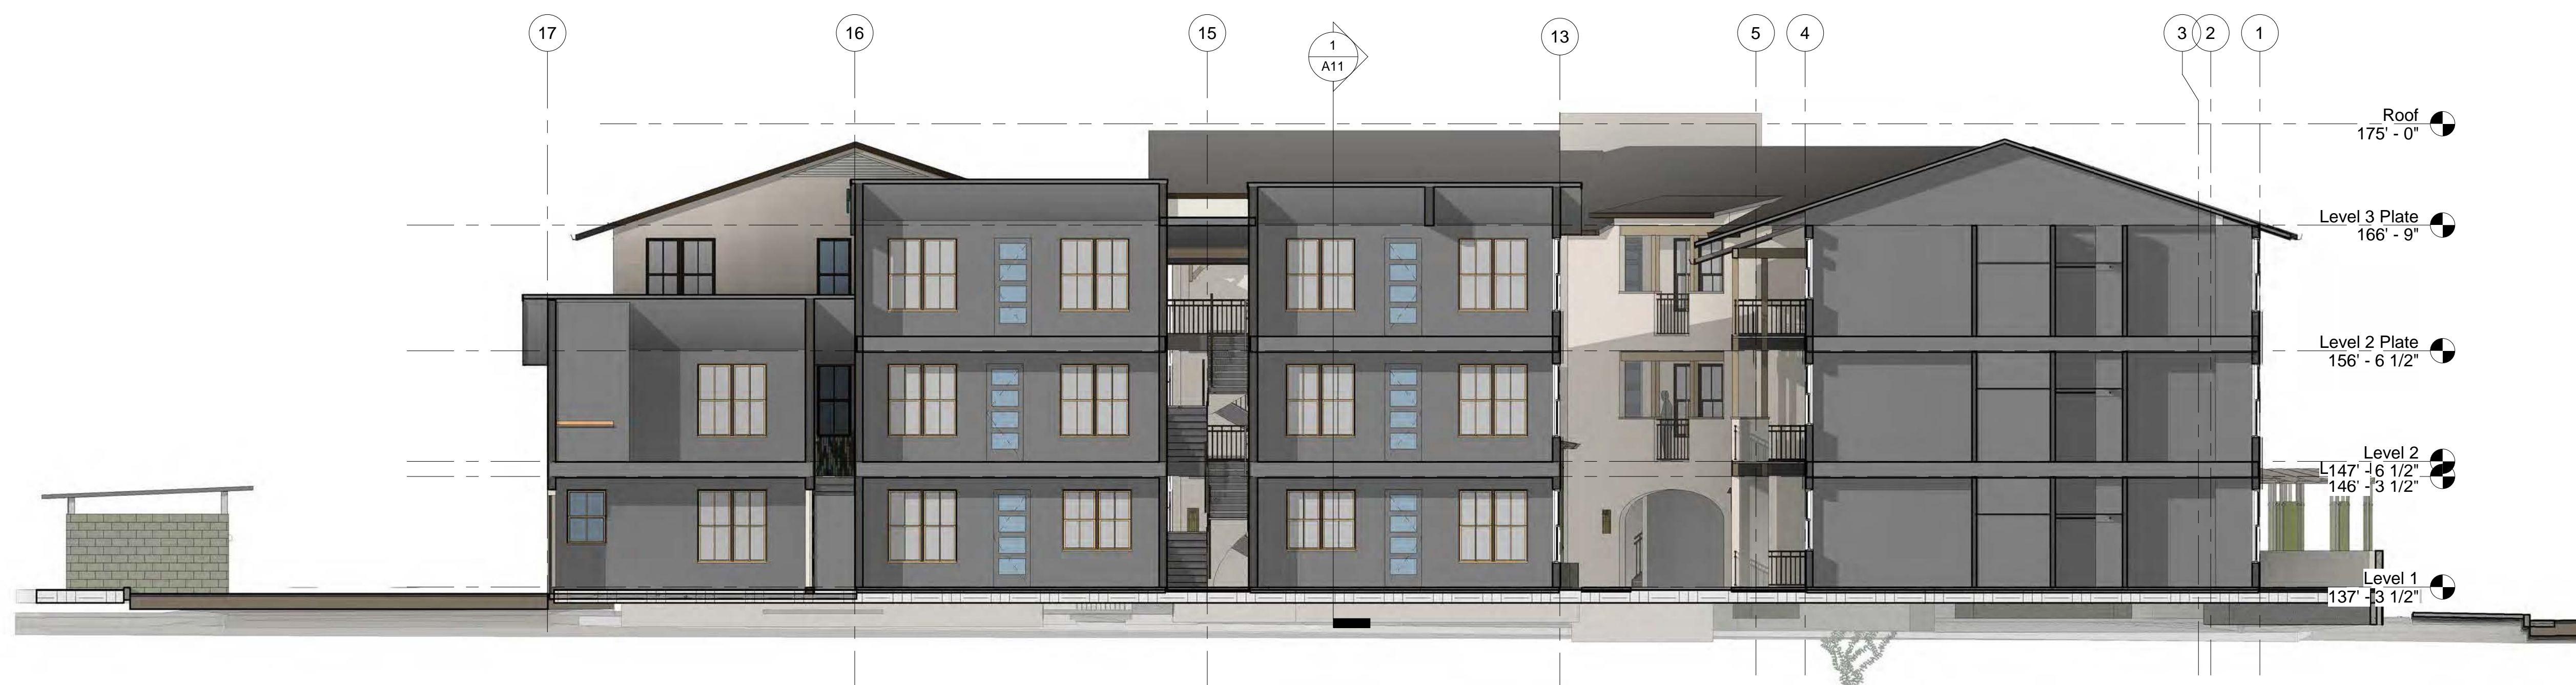 17
16
15
1
A11
13
5
4
3
2
1
Roof
175' - 0"
Level 3 Plate
166' - 9"
Level 2 Plate
156' - 6 1/2"
Level 2
147' - 6 1/2"
146' - 3 1/2"
Level 1
137' - 3 1/2"